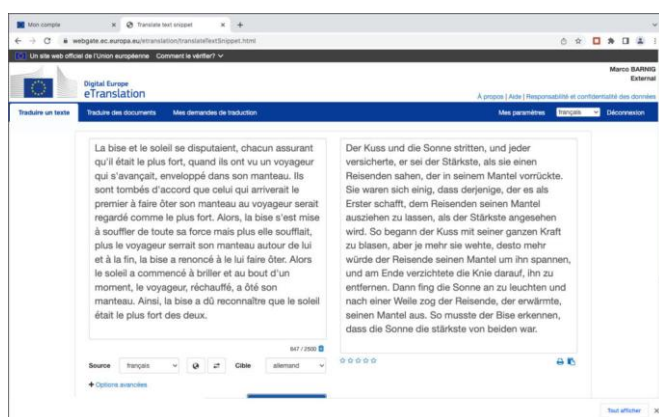 Mon compte
Translate text snippet
webgate.ec.europa.eu/etranslation/translateTextSnippet.html
Un site web officiel de l'Union européenne Comment le vérifier?
Marco BARNIG
External
Digital Europe
eTranslation
À propos | Aide | Responsabilité et confidentialité des données
Traduire un texte Traduire des documents Mes demandes de traduction Mes paramètres français Déconnexion
La bise et le soleil se disputaient, chacun assurant
qu'il était le plus fort, quand ils ont vu un voyageur
qui s'avançait, enveloppé dans son manteau. Ils
sont tombés d'accord que celui qui arriverait le
premier à faire ôter son manteau au voyageur serait
regardé comme le plus fort. Alors, la bise s'est mise
à souffler de toute sa force mais plus elle soufflait,
plus le voyageur serrait son manteau autour de lui
et à la fin, la bise a renoncé à le lui faire ôter. Alors
le soleil a commencé à briller et au bout d'un
moment, le voyageur, réchauffé, a ôté son
manteau. Ainsi, la bise a dû reconnaître que le soleil
était le plus fort des deux.
847 / 2500
Source français Cible allemand
+ Options avancées
Der Kuss und die Sonne stritten, und jeder
versicherte, er sei der Stärkste, als sie einen
Reisenden sahen, der in seinem Mantel vorrückte.
Sie waren sich einig, dass derjenige, der es als
Erster schafft, dem Reisenden seinen Mantel
ausziehen zu lassen, als der Stärkste angesehen
wird. So begann der Kuss mit seiner ganzen Kraft
zu blasen, aber je mehr sie wehte, desto mehr
würde der Reisende seinen Mantel um ihn spannen,
und am Ende verzichtete die Knie darauf, ihn zu
entfernen. Dann fing die Sonne an zu leuchten und
nach einer Weile zog der Reisende, der erwärmte,
seinen Mantel aus. So musste der Bise erkennen,
dass die Sonne die stärkste von beiden war.
Tout afficher